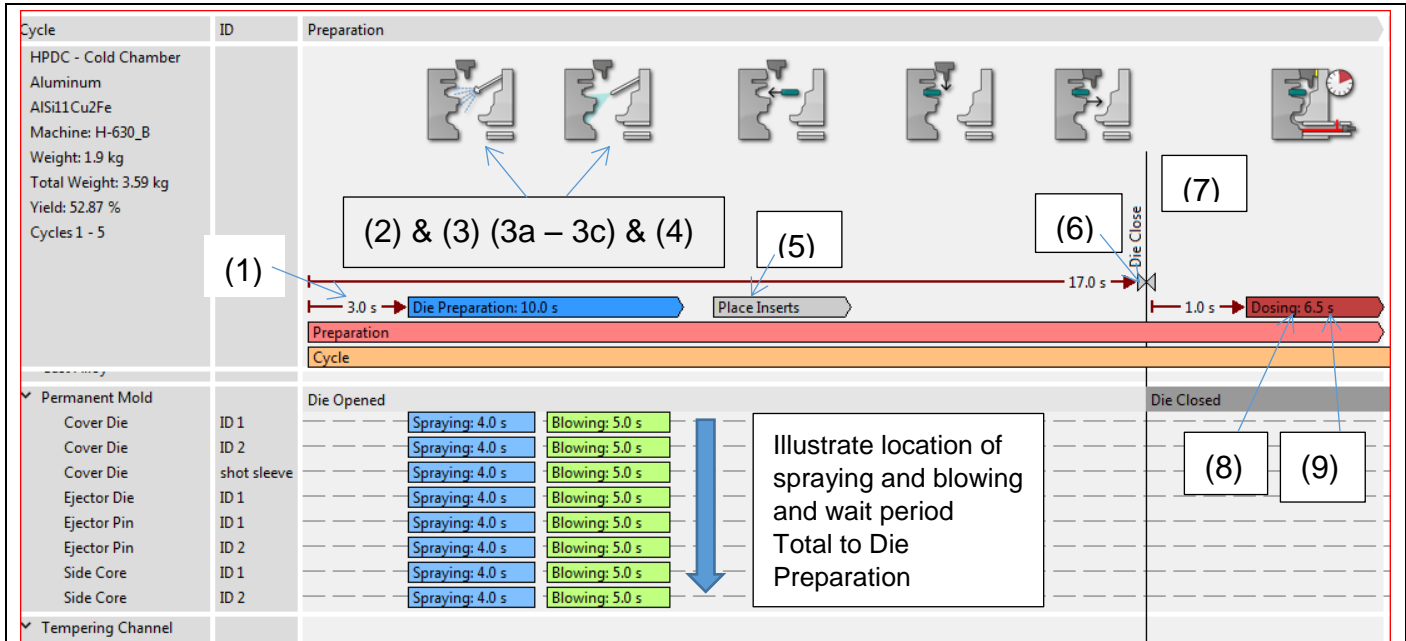 Cycle ID Preparation
HPDC - Cold Chamber
Aluminum
AlSi11Cu2Fe
Machine: H-630_B
Weight: 1.9 kg
Total Weight: 3.59 kg
Yield: 52.87 %
Cycles 1 - 5
(1)
(2) & (3) (3a – 3c) & (4)
(5)
(6)
(7)
Die Close
17.0 s
3.0 s Die Preparation: 10.0 s Place Inserts 1.0 s Dosing: 6.5 s
Preparation
Cycle
Permanent Mold Die Opened Die Closed
Cover Die ID 1 Spraying: 4.0 s Blowing: 5.0 s
Cover Die ID 2 Spraying: 4.0 s Blowing: 5.0 s
Cover Die shot sleeve Spraying: 4.0 s Blowing: 5.0 s
Ejector Die ID 1 Spraying: 4.0 s Blowing: 5.0 s
Ejector Pin ID 1 Spraying: 4.0 s Blowing: 5.0 s
Ejector Pin ID 2 Spraying: 4.0 s Blowing: 5.0 s
Side Core ID 1 Spraying: 4.0 s Blowing: 5.0 s
Side Core ID 2 Spraying: 4.0 s Blowing: 5.0 s
Illustrate location of
spraying and blowing
and wait period
Total to Die
Preparation
(8)
(9)
Tempering Channel